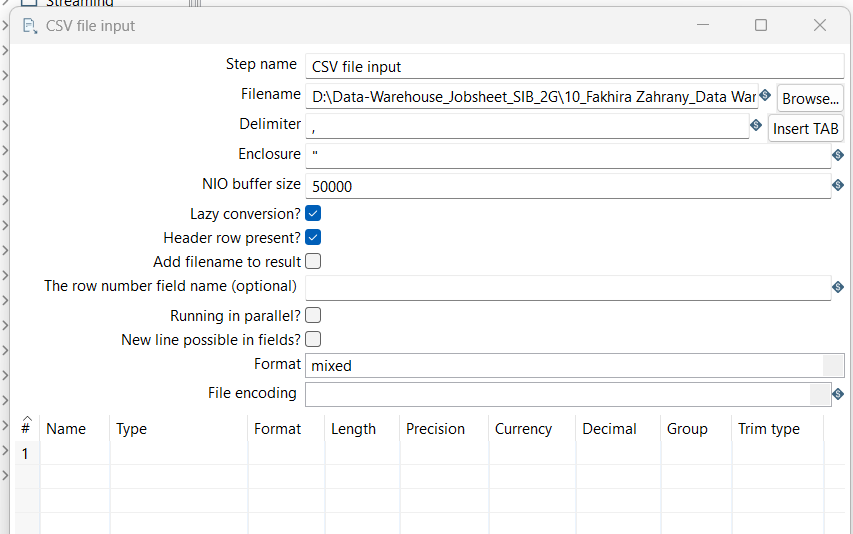 Streaming
CSV file input
Step name CSV file input
Filename D:\Data-Warehouse_Jobsheet_SIB_2G\10_Fakhira Zahrany_Data War Browse...
Delimiter , Insert TAB
Enclosure "
NIO buffer size 50000
Lazy conversion?
Header row present?
Add filename to result
The row number field name (optional)
Running in parallel?
New line possible in fields?
Format mixed
File encoding
# Name Type Format Length Precision Currency Decimal Group Trim type
1